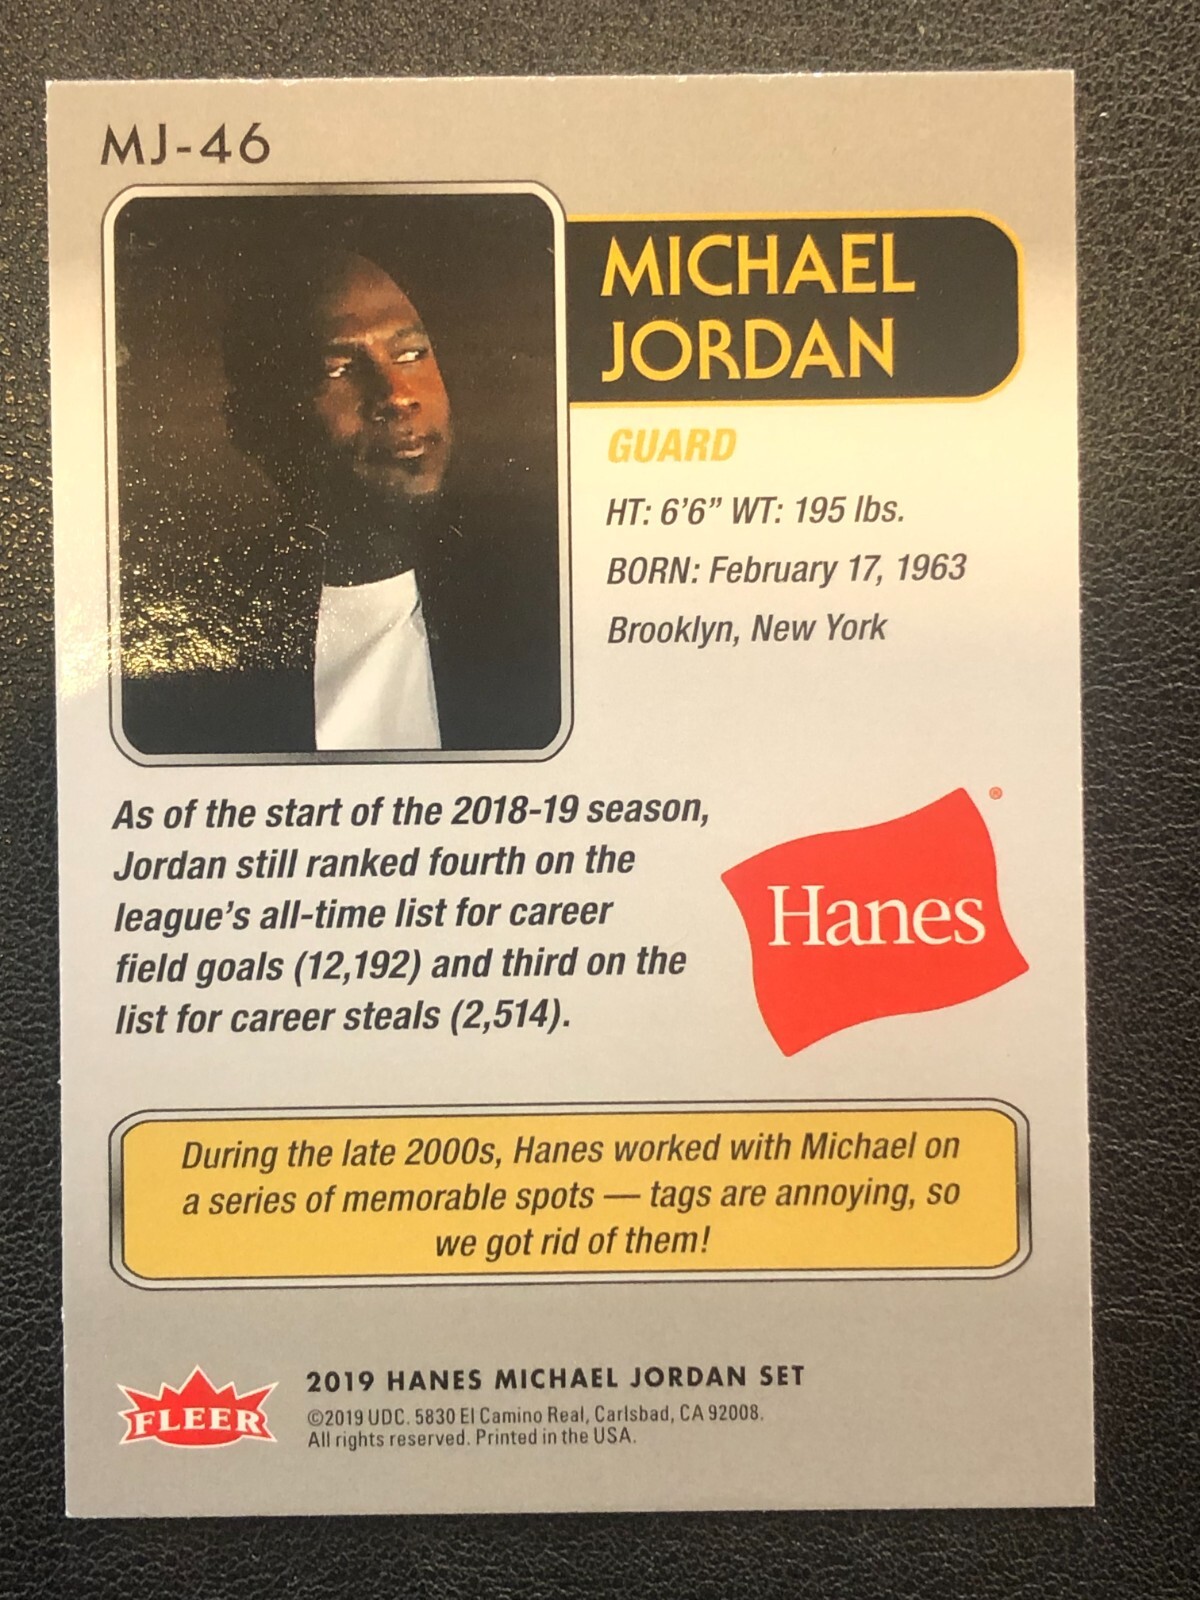 MJ-46
MICHAEL
JORDAN
GUARD
HT: 6'6” WT: 195 lbs.
BORN: February 17, 1963
Brooklyn, New York
As of the start of the 2018-19 season,
Jordan still ranked fourth on the
league's all-time list for career
field goals (12,192) and third on the
list for career steals (2,514).
Hanes®
During the late 2000s, Hanes worked with Michael on
a series of memorable spots — tags are annoying, so
we got rid of them!
FLEER
2019 HANES MICHAEL JORDAN SET
©2019 UDC. 5830 El Camino Real, Carlsbad, CA 92008.
All rights reserved. Printed in the USA.